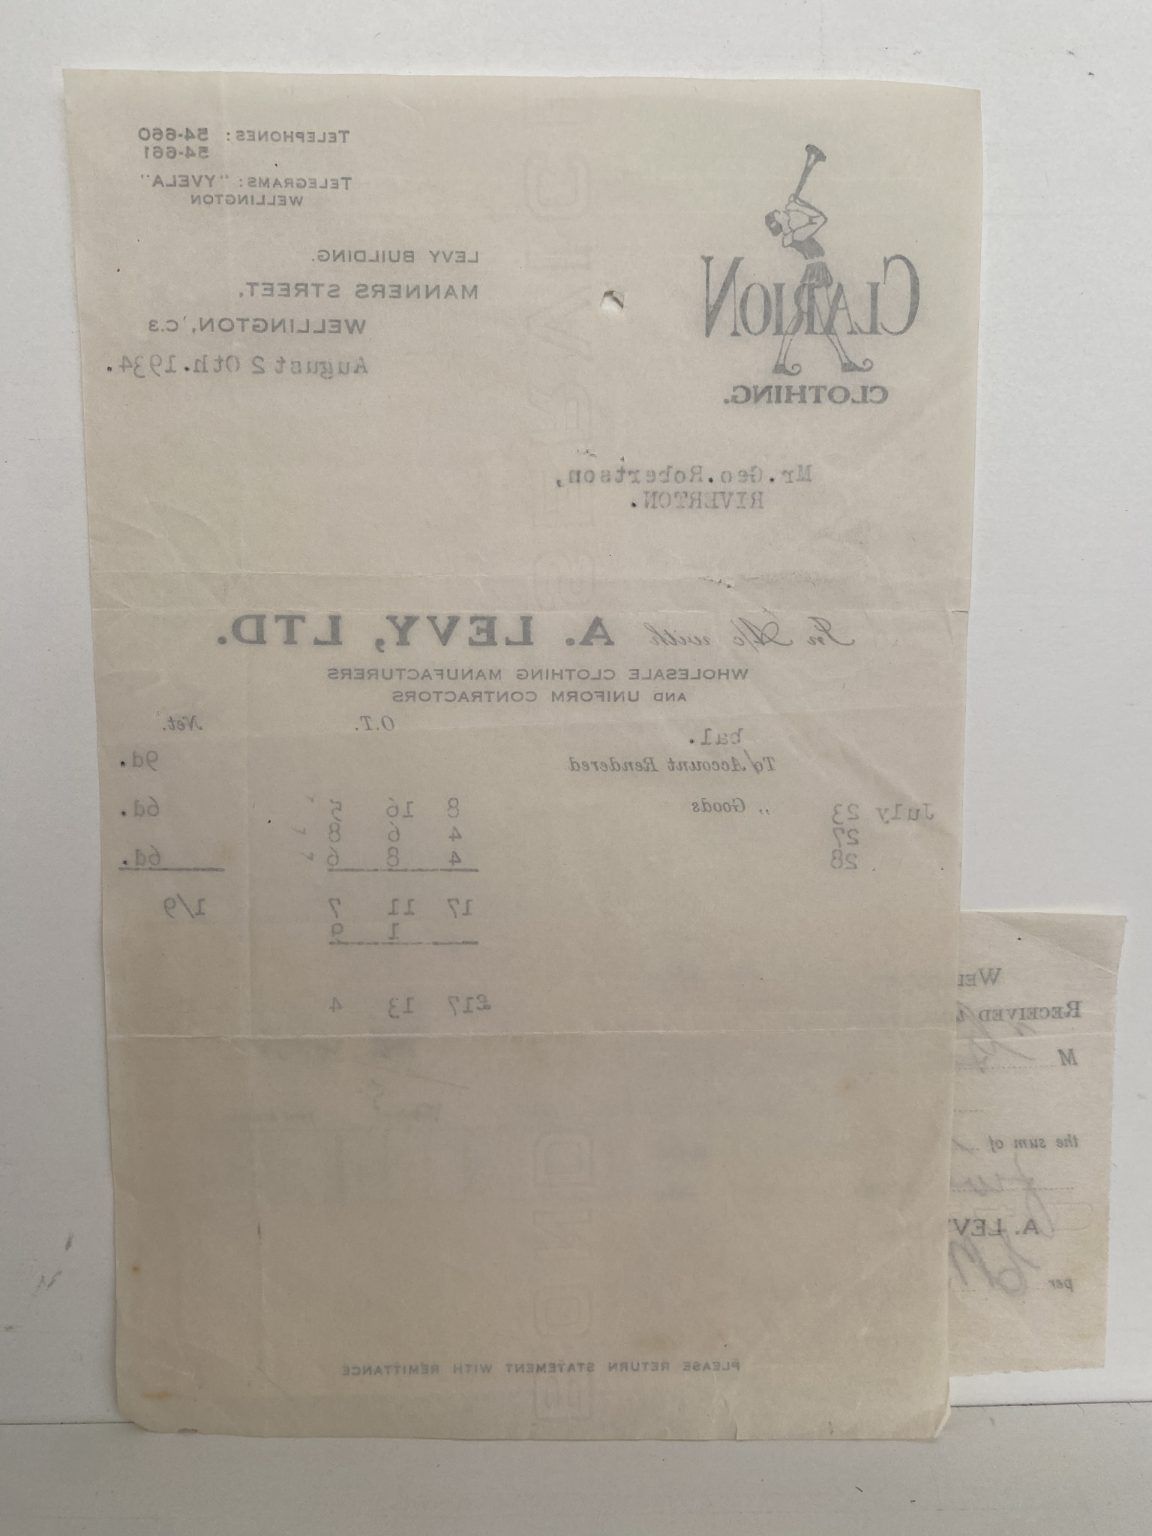 TELEPHONES: 54-660
54-661
TELEGRAMS: "YVELA"
WELLINGTON
CLARION
CLOTHING.
LEVY BUILDING.
MANNERS STREET,
WELLINGTON, C.3
August 20th.1934.
Mr.Geo.Robertson,
RIVERTON.
In A/c with A. LEVY, LTD.
WHOLESALE CLOTHING MANUFACTURERS
AND UNIFORM CONTRACTORS
O.T. Net.
bal.
To/Account Rendered 9d.
July 23 ,, Goods 8 16 5 6d.
27 4 6 8
28 4 8 6 6d.
17 11 7 1/9
1 9
£17 13 4
PLEASE RETURN STATEMENT WITH REMITTANCE
RECEIVED
M
the sum of
A. LEVY
per